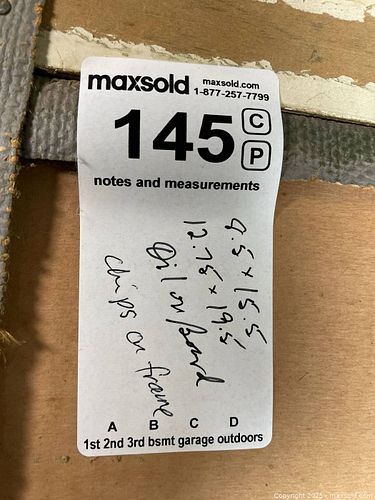 maxsold maxsold.com
1-877-257-7799
145 C
P
notes and measurements
9.5 x 15.5
12.75 x 19.5
Oil on Board
chips on frame
A B C D
1st 2nd 3rd bsmt garage outdoors
Copyright 2025 • maxsold.com